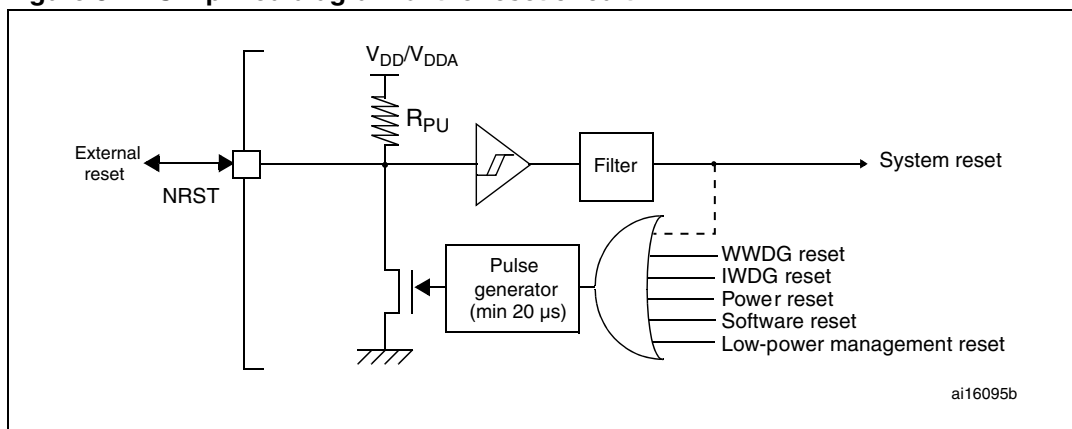 V_DD/V_DDA
R_PU
External
reset
NRST
Filter
System reset
Pulse
generator
(min 20 µs)
WWDG reset
IWDG reset
Power reset
Software reset
Low-power management reset
ai16095b